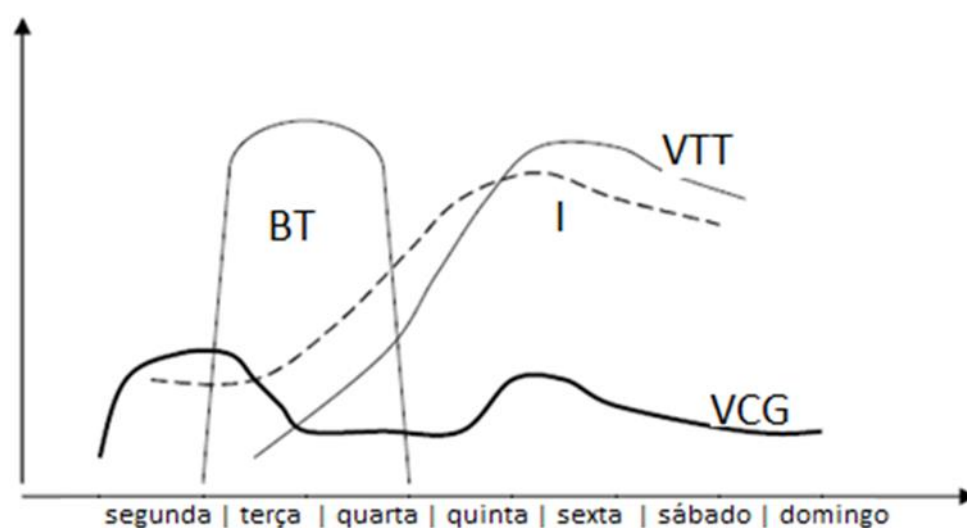 VTT
BT
I
VCG
segunda | terça | quarta | quinta | sexta | sábado | domingo